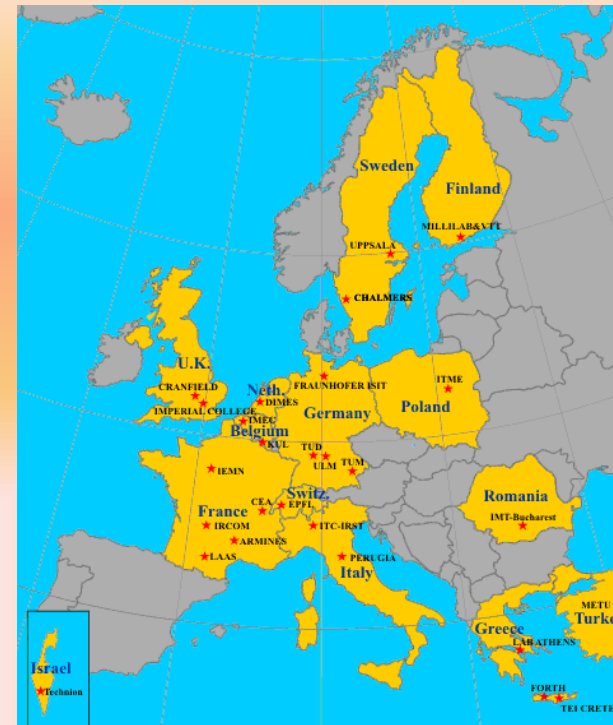 Sweden
Finland
MILLILAB&VTT
UPPSALA
CHALMERS
U.K.
CRANFIELD
IMPERIAL COLLEGE
Neth.
DIMES
FRAUNHOFER ISIT
ITME
Germany
Poland
IMEC
Belgium
KUL
TUD
ULM
TUM
IEMN
Switz.
CEA
EPFL
France
IRCOM
ITC-IRST
ARMINES
LAAS
PERUGIA
Italy
Romania
IMT-Bucharest
METU
Turke
Greece
LAB ATHENS
FORTH
TEI CRETE
Israel
Technion